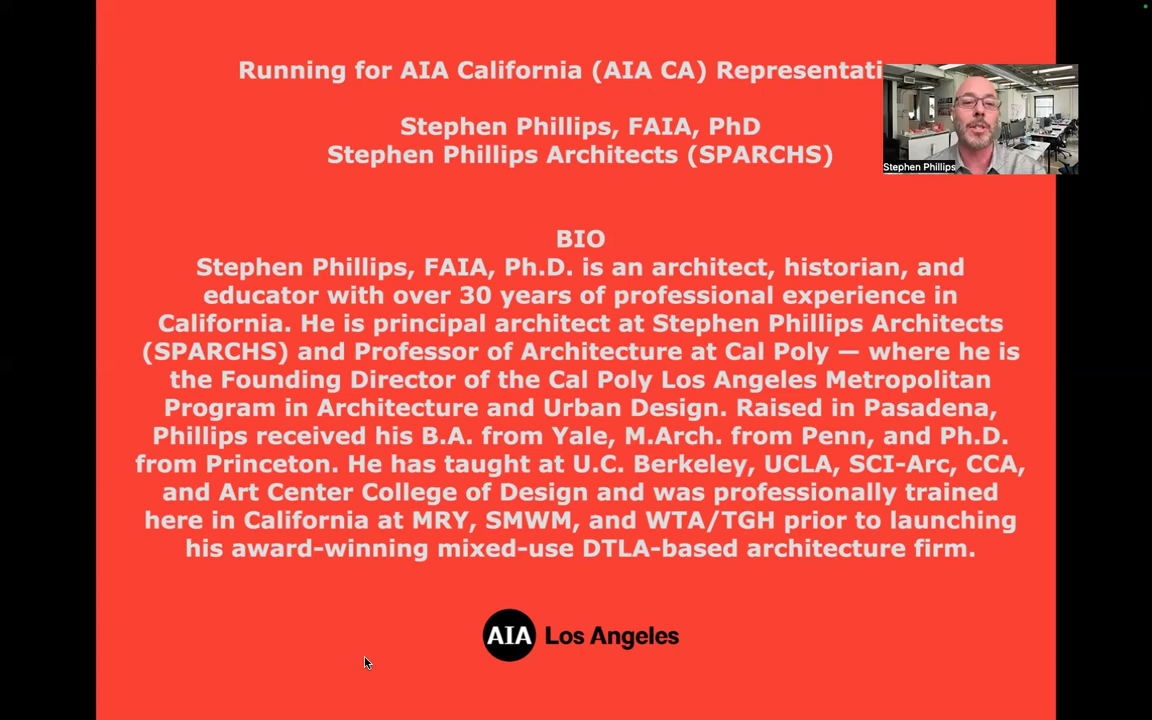 Running for AIA California (AIA CA) Representati
Stephen Phillips, FAIA, PhD
Stephen Phillips Architects (SPARCHS)
Stephen Phillips
BIO
Stephen Phillips, FAIA, Ph.D. is an architect, historian, and
educator with over 30 years of professional experience in
California. He is principal architect at Stephen Phillips Architects
(SPARCHS) and Professor of Architecture at Cal Poly — where he is
the Founding Director of the Cal Poly Los Angeles Metropolitan
Program in Architecture and Urban Design. Raised in Pasadena,
Phillips received his B.A. from Yale, M.Arch. from Penn, and Ph.D.
from Princeton. He has taught at U.C. Berkeley, UCLA, SCI-Arc, CCA,
and Art Center College of Design and was professionally trained
here in California at MRY, SMWM, and WTA/TGH prior to launching
his award-winning mixed-use DTLA-based architecture firm.
AIA Los Angeles